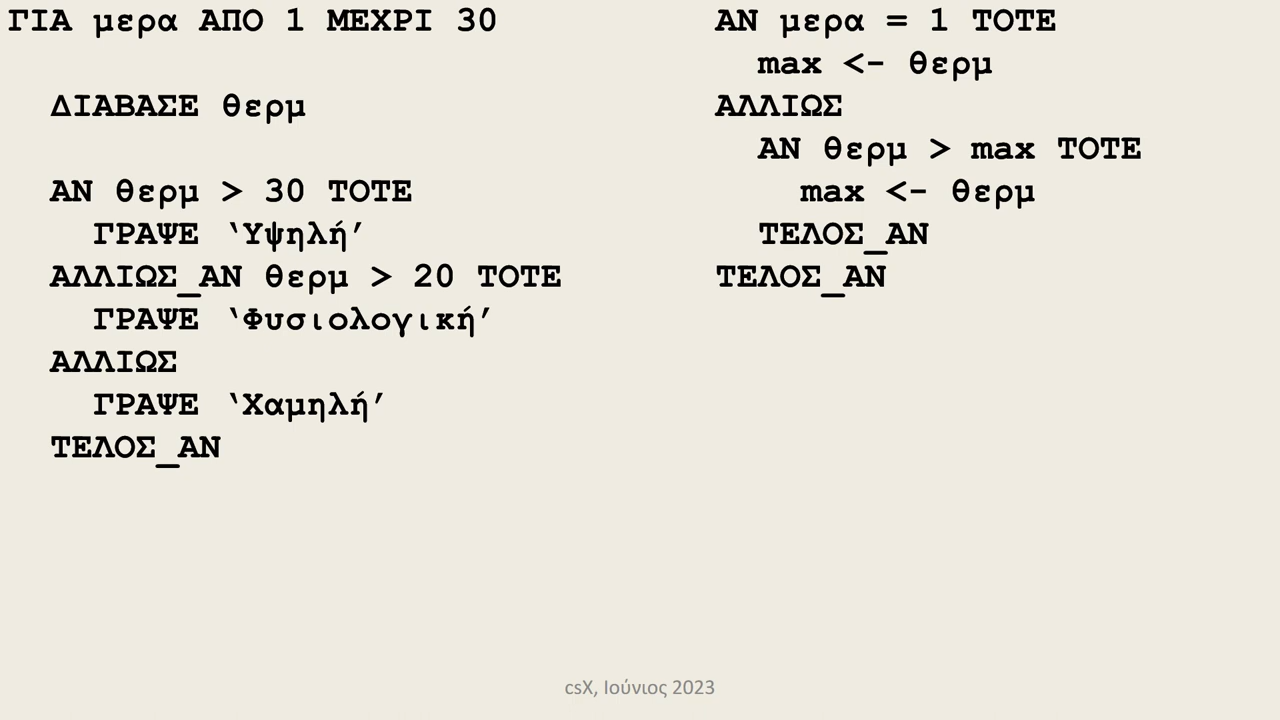 ΓΙΑ μερα ΑΠΟ 1 ΜΕΧΡΙ 30
ΔΙΑΒΑΣΕ θερμ
ΑΝ θερμ > 30 ΤΟΤΕ
ΓΡΑΨΕ ‘Υψηλή’
ΑΛΛΙΩΣ_ΑΝ θερμ > 20 ΤΟΤΕ
ΓΡΑΨΕ ‘Φυσιολογική’
ΑΛΛΙΩΣ
ΓΡΑΨΕ ‘Χαμηλή’
ΤΕΛΟΣ_ΑΝ
ΑΝ μερα = 1 ΤΟΤΕ
max <- θερμ
ΑΛΛΙΩΣ
ΑΝ θερμ > max ΤΟΤΕ
max <- θερμ
ΤΕΛΟΣ_ΑΝ
ΤΕΛΟΣ_ΑΝ
csX, Ιούνιος 2023